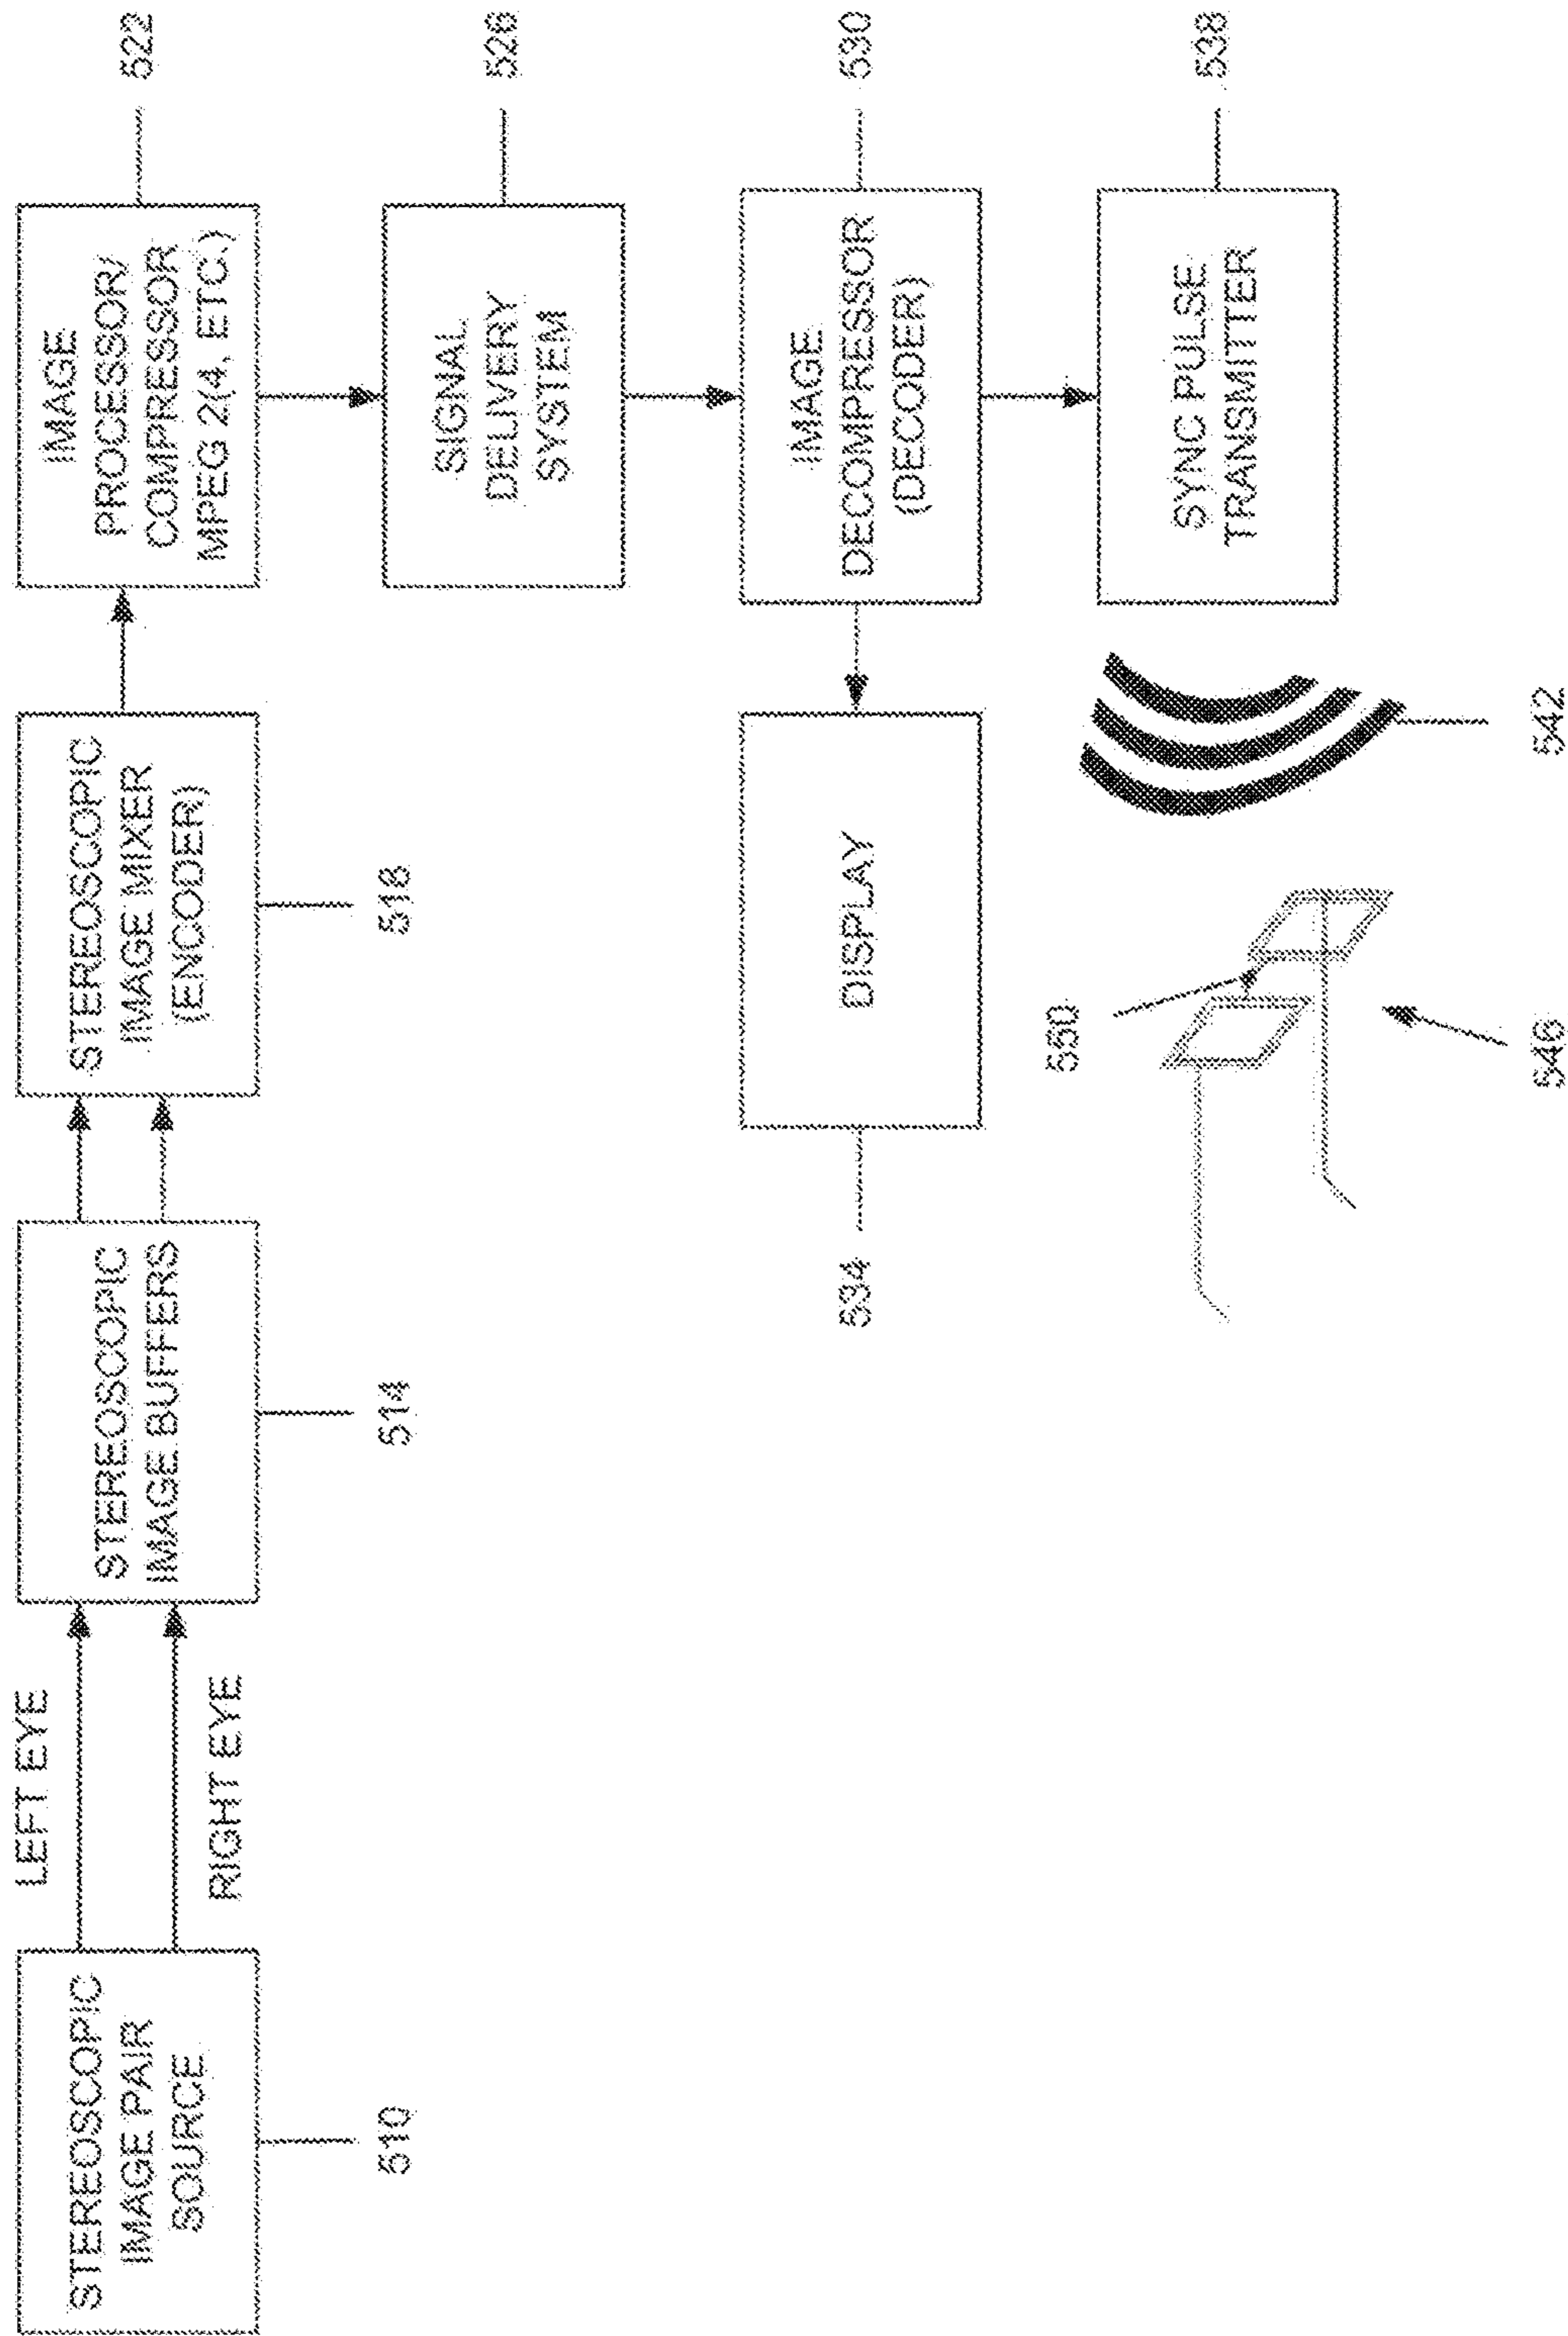 STEREOSCOPIC
IMAGE PAIR
SOURCE
510
LEFT EYE
RIGHT EYE
STEREOSCOPIC
IMAGE BUFFERS
514
STEREOSCOPIC
IMAGE MIXER
(ENCODER)
518
IMAGE
PROCESSOR/
COMPRESSOR
MPEG 2(4, ETC.)
522
SIGNAL
DELIVERY
SYSTEM
526
IMAGE
DECOMPRESSOR
(DECODER)
530
DISPLAY
534
SYNC PULSE
TRANSMITTER
538
542
550
546